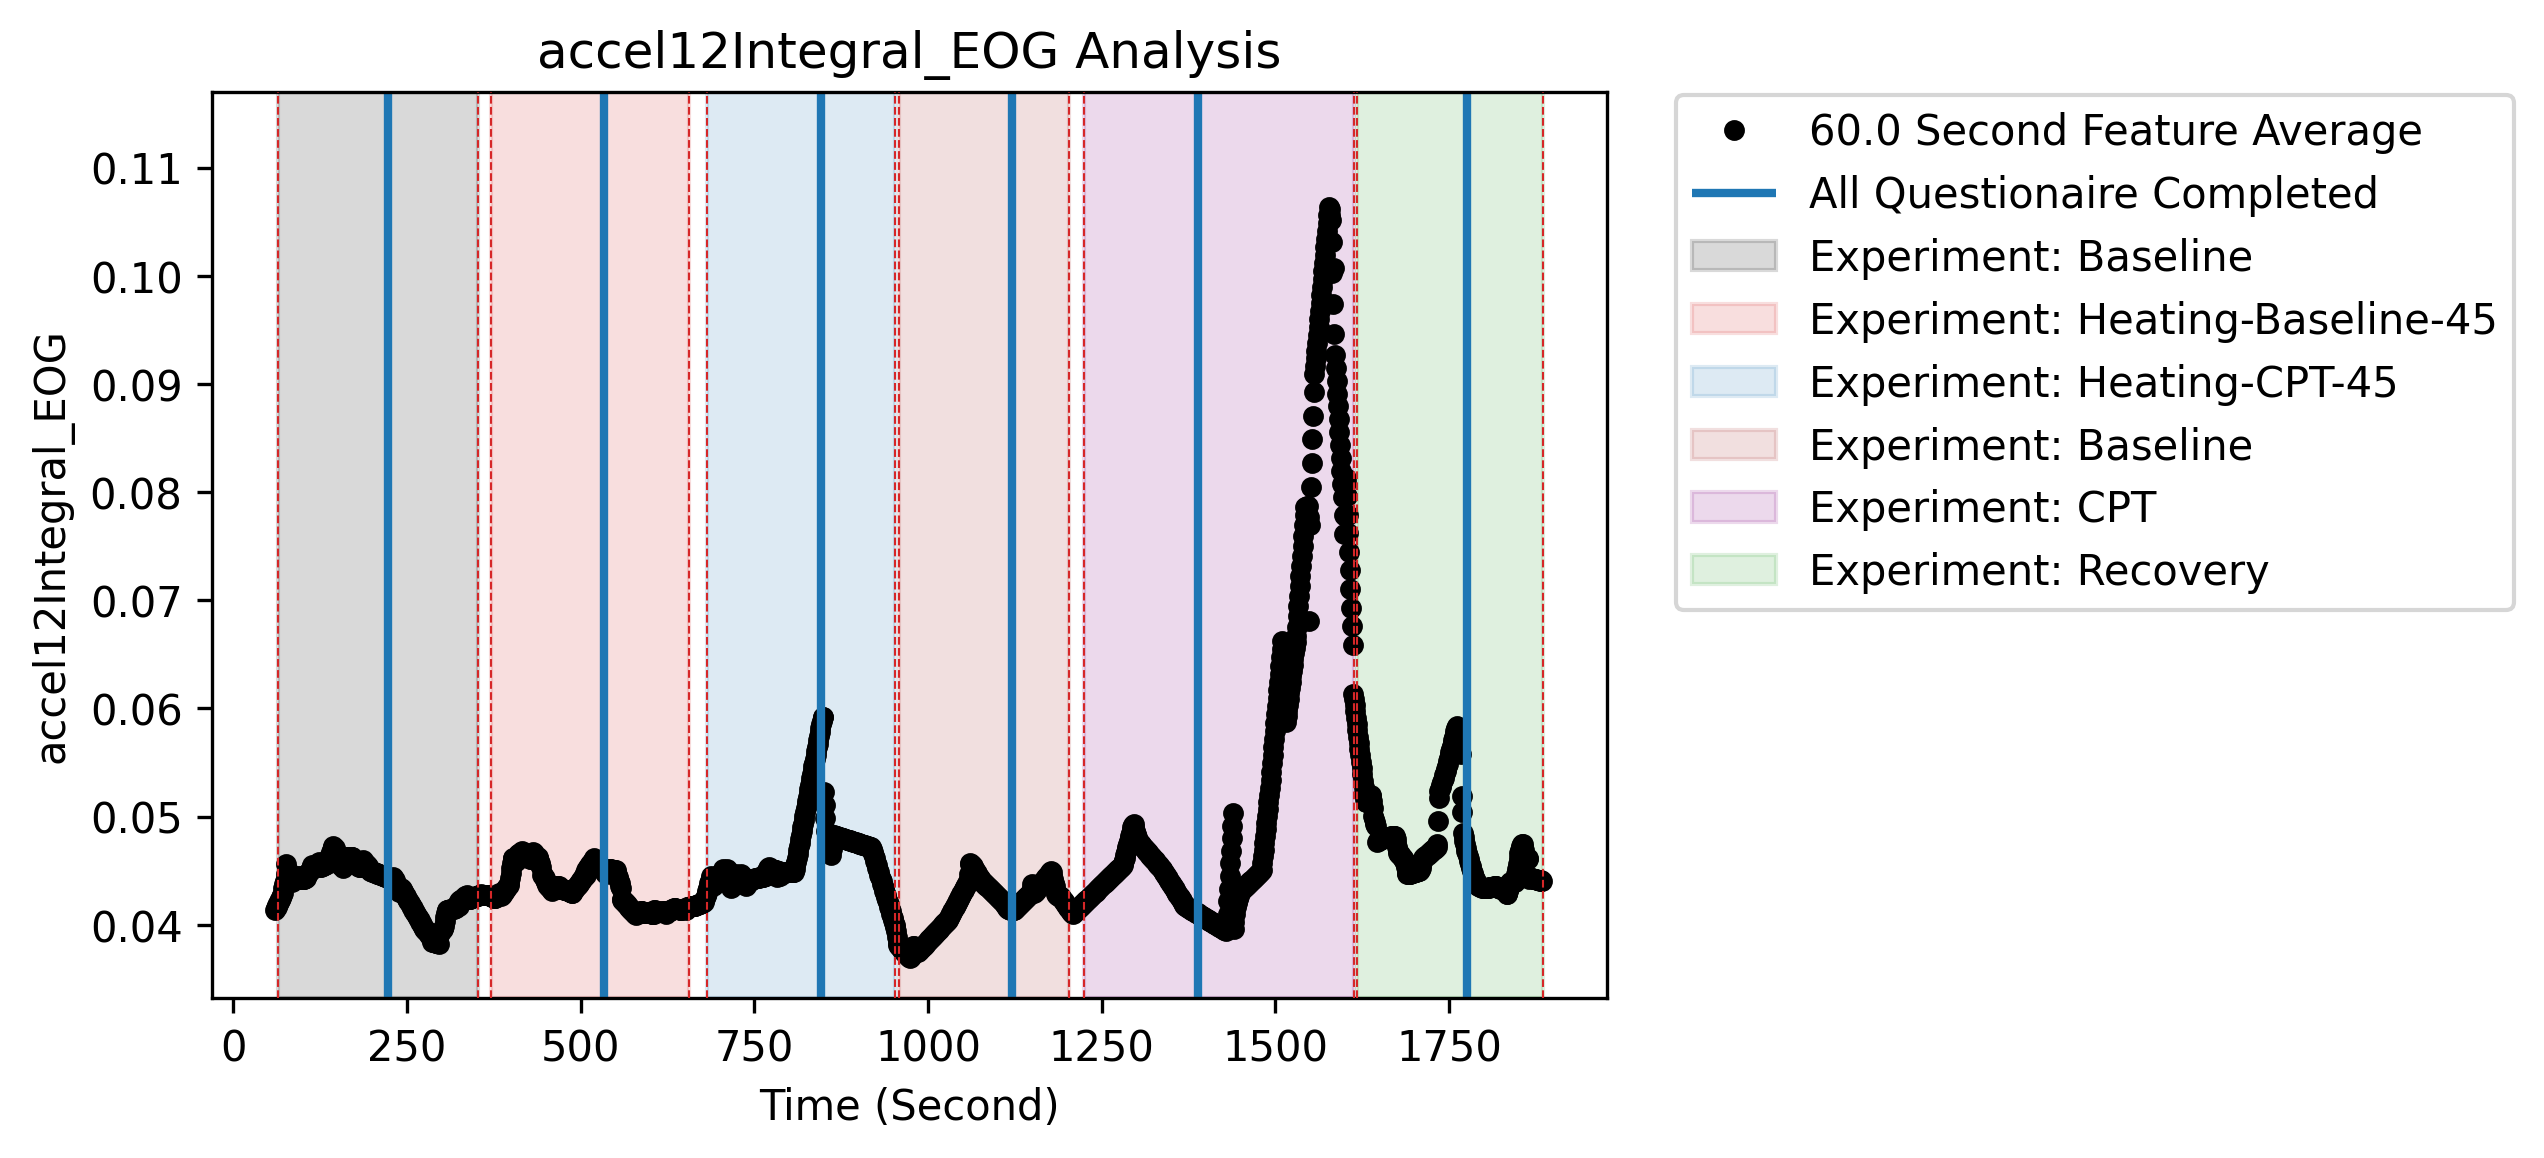 accel12Integral_EOG Analysis
accel12Integral_EOG
0.11
0.10
0.09
0.08
0.07
0.06
0.05
0.04
0
250
500
750
1000
1250
1500
1750
Time (Second)
60.0 Second Feature Average
All Questionaire Completed
Experiment: Baseline
Experiment: Heating-Baseline-45
Experiment: Heating-CPT-45
Experiment: Baseline
Experiment: CPT
Experiment: Recovery